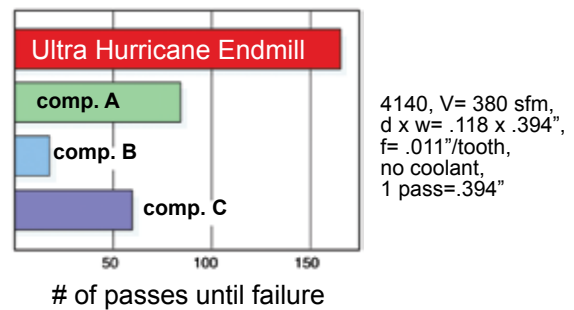 Ultra Hurricane Endmill
comp. A
comp. B
comp. C
50 100 150
# of passes until failure
4140, V= 380 sfm,
d x w= .118 x .394”,
f= .011”/tooth,
no coolant,
1 pass=.394”